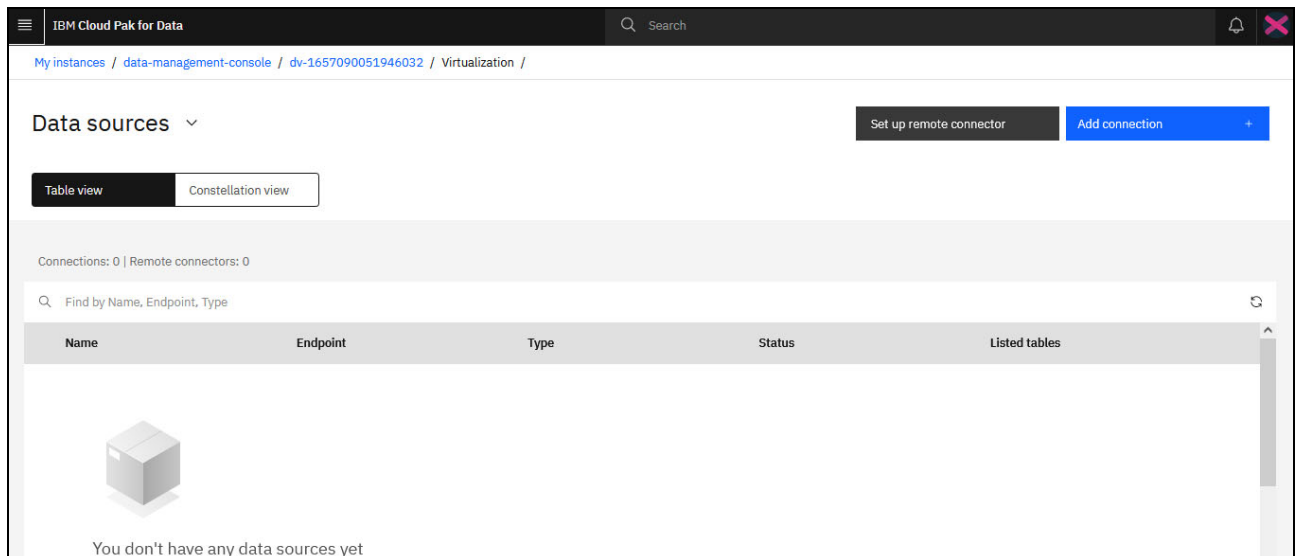 IBM Cloud Pak for Data
Search
My instances / data-management-console / dv-1657090051946032 / Virtualization /
Data sources
Set up remote connector
Add connection +
Table view
Constellation view
Connections: 0 | Remote connectors: 0
Find by Name, Endpoint, Type
Name Endpoint Type Status Listed tables
You don't have any data sources yet